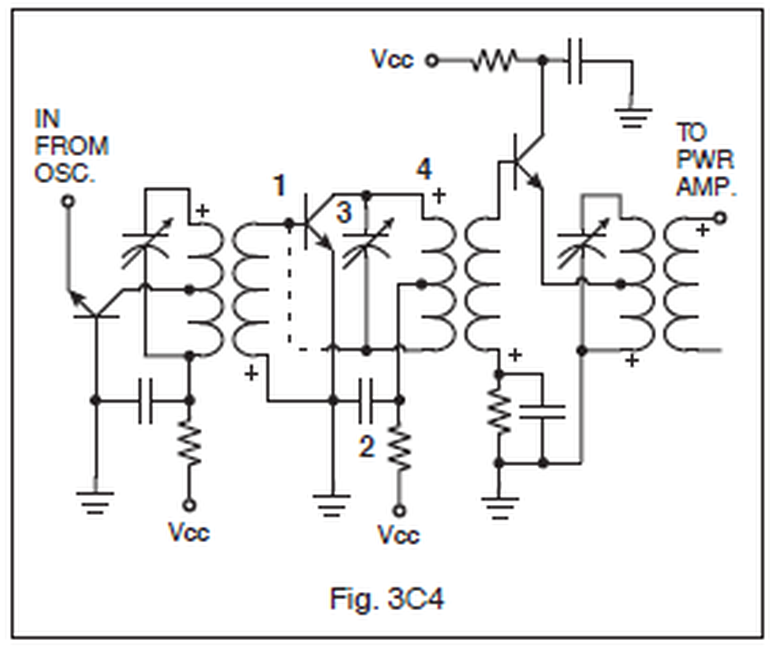 Vcc
IN
FROM
OSC.
TO
PWR
AMP.
1
3
4
+
+
+
+
+
+
2
Vcc
Vcc
Fig. 3C4